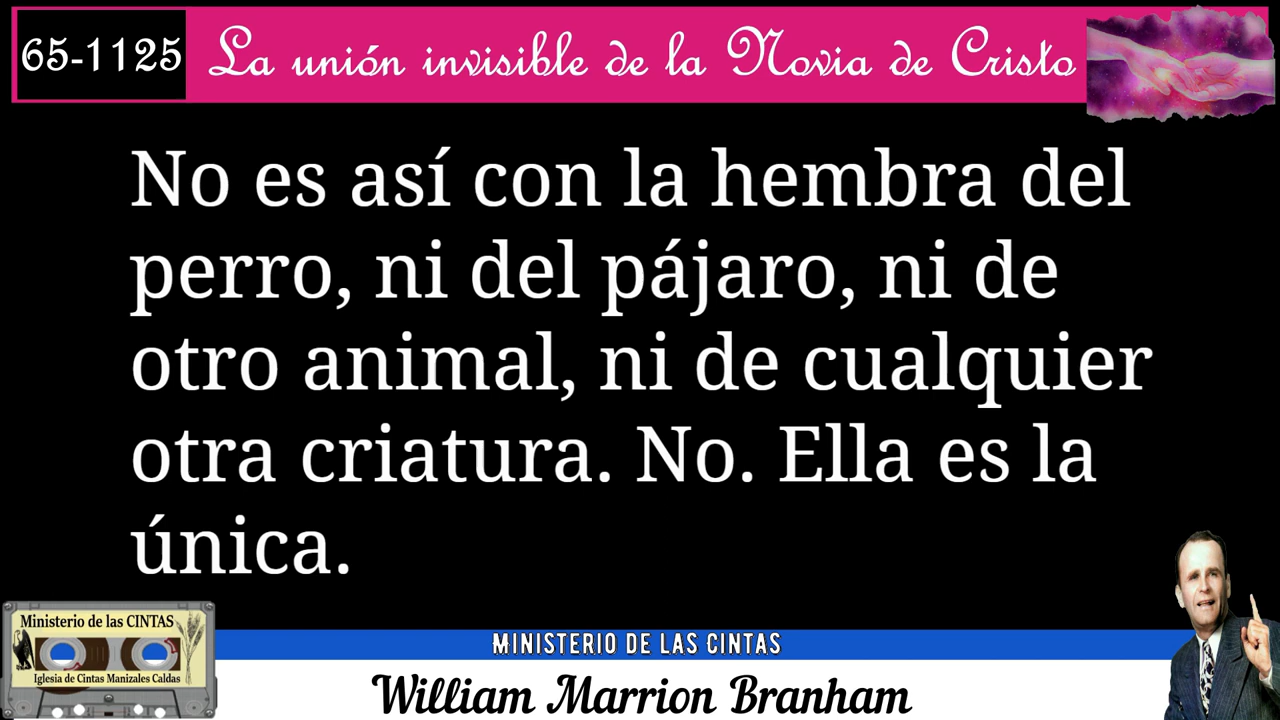 65-1125 La unión invisible de la Novia de Cristo
No es así con la hembra del
perro, ni del pájaro, ni de
otro animal, ni de cualquier
otra criatura. No. Ella es la
única.
Ministerio de las CINTAS
Iglesia de Cintas Manizales Caldas
MINISTERIO DE LAS CINTAS
William Marrion Branham